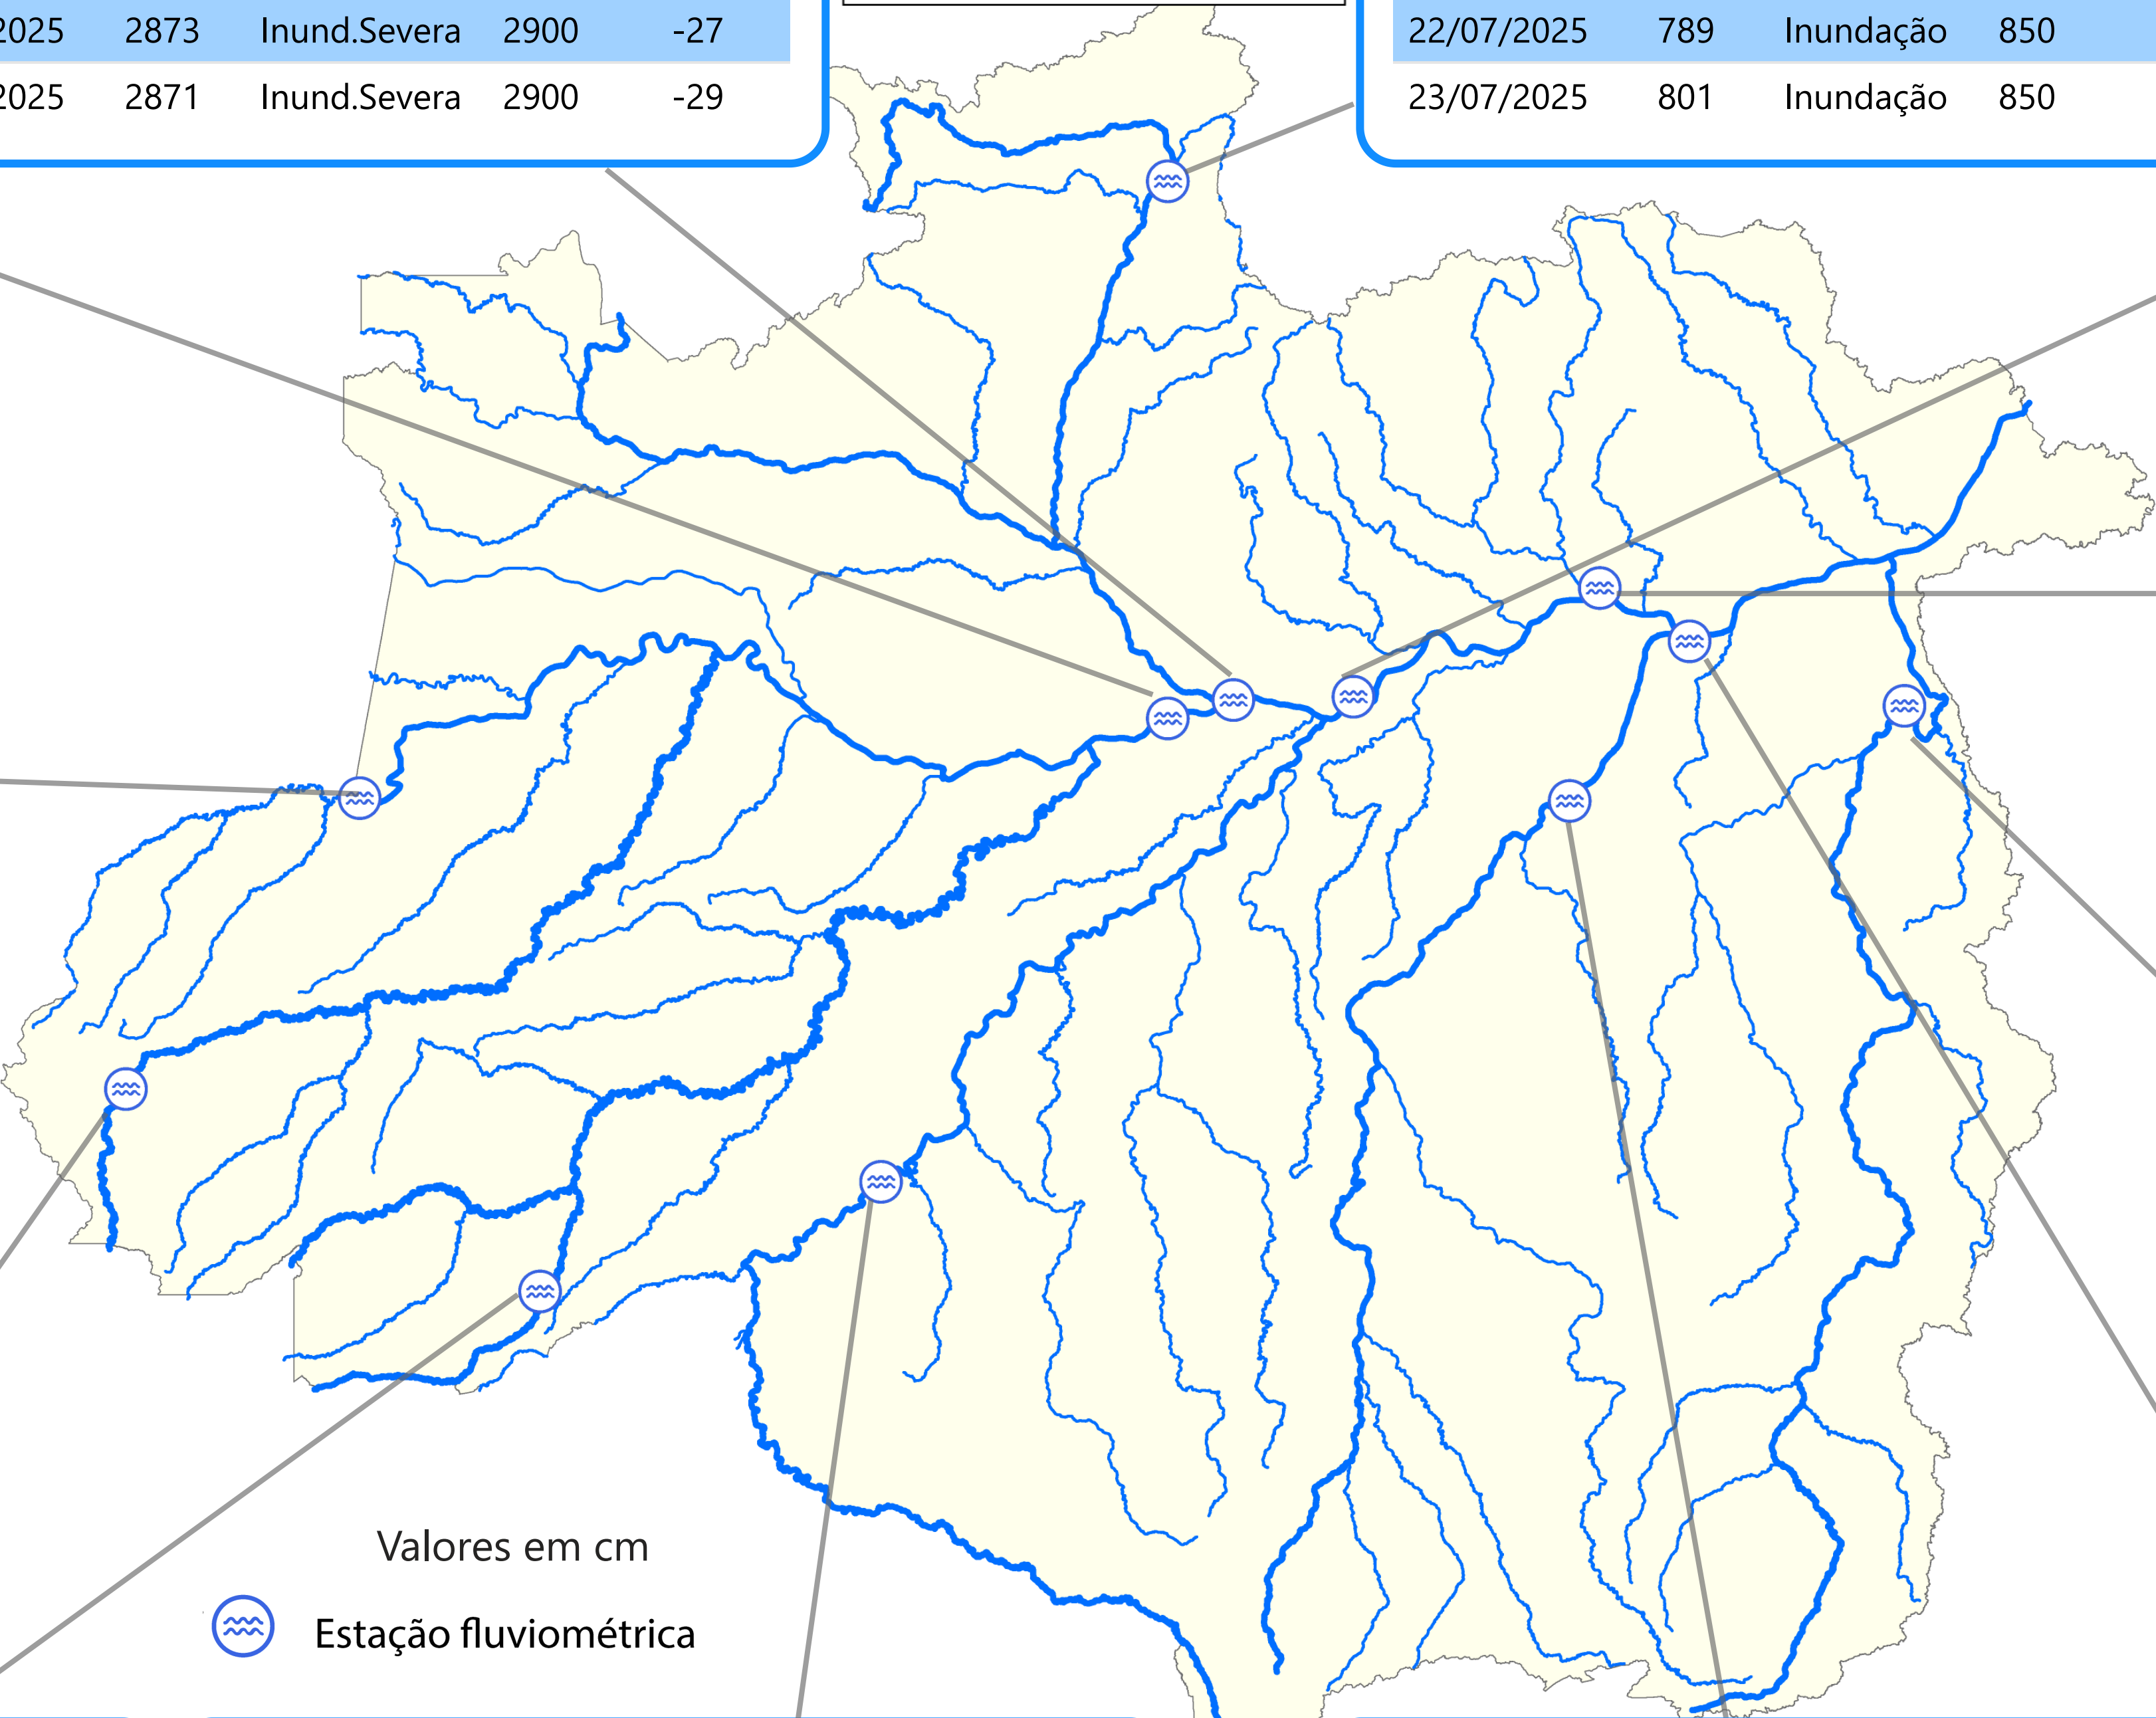 2025 2873 Inund.Severa 2900 -27
2025 2871 Inund.Severa 2900 -29
22/07/2025 789 Inundação 850
23/07/2025 801 Inundação 850
Valores em cm
Estação fluviométrica